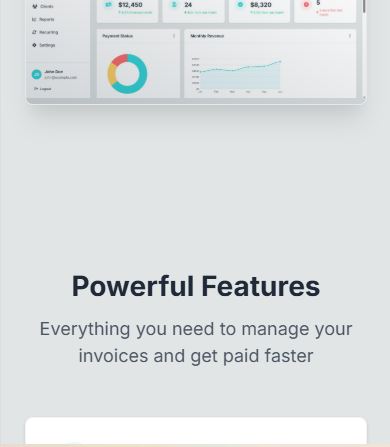 Clients
$12,450
24
$8,320
5
Reports
Recurring
Settings
Payment Status
Monthly Revenue
John Doe
Logout
Powerful Features
Everything you need to manage your
invoices and get paid faster